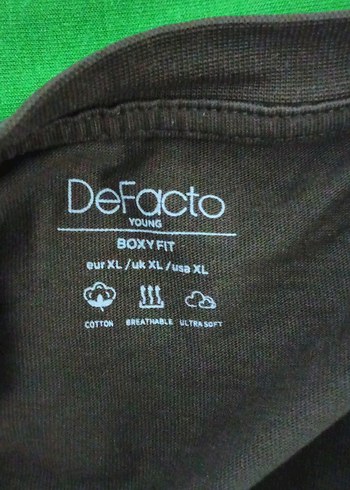 DeFacto
YOUNG
BOXY FIT
eur XL / uk XL / usa XL
COTTON BREATHABLE ULTRA SOFT